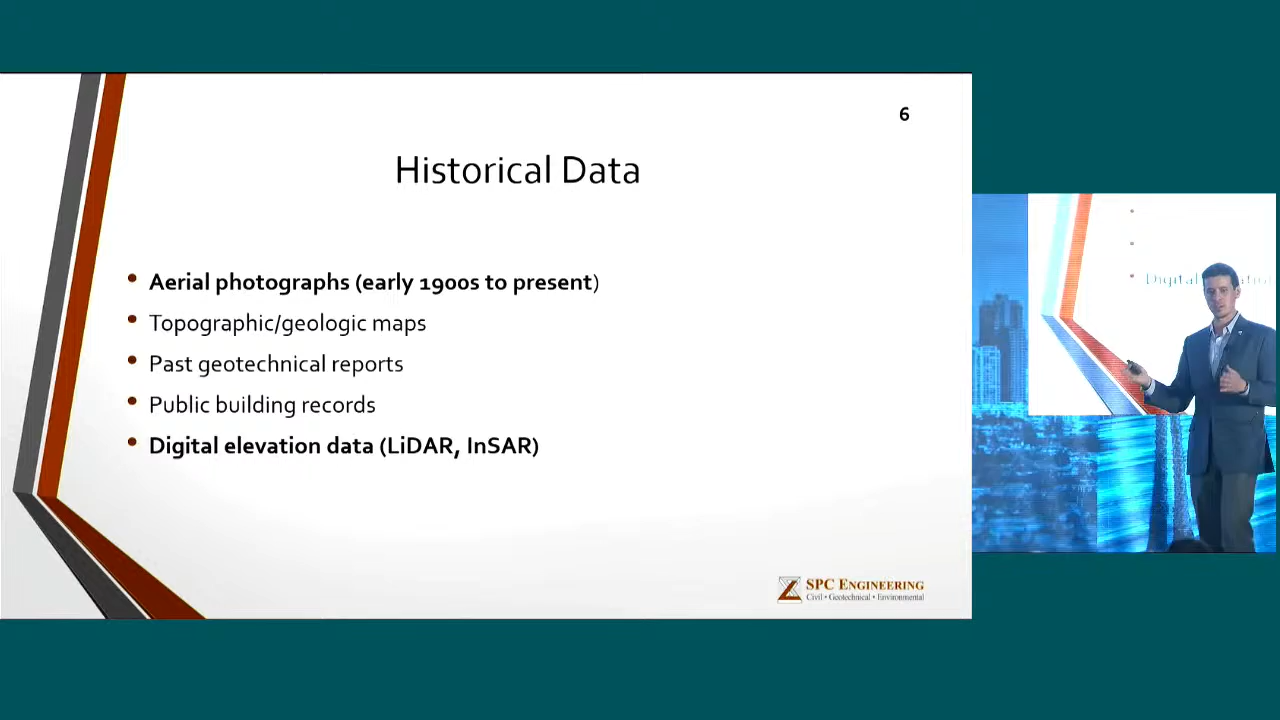 6
Historical Data
• Aerial photographs (early 1900s to present)
• Topographic/geologic maps
• Past geotechnical reports
• Public building records
• Digital elevation data (LiDAR, InSAR)
SPC ENGINEERING
Civil • Geotechnical • Environmental
Digital